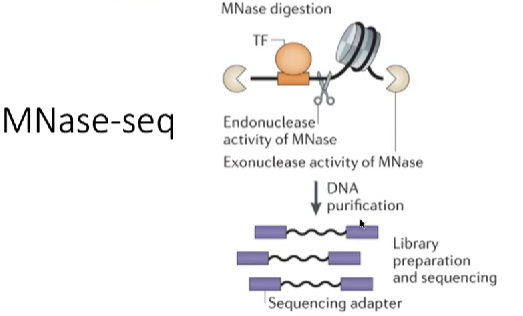 MNase digestion
TF
MNase-seq
Endonuclease
activity of MNase
Exonuclease activity of MNase
DNA
purification
Library
preparation
and sequencing
Sequencing adapter